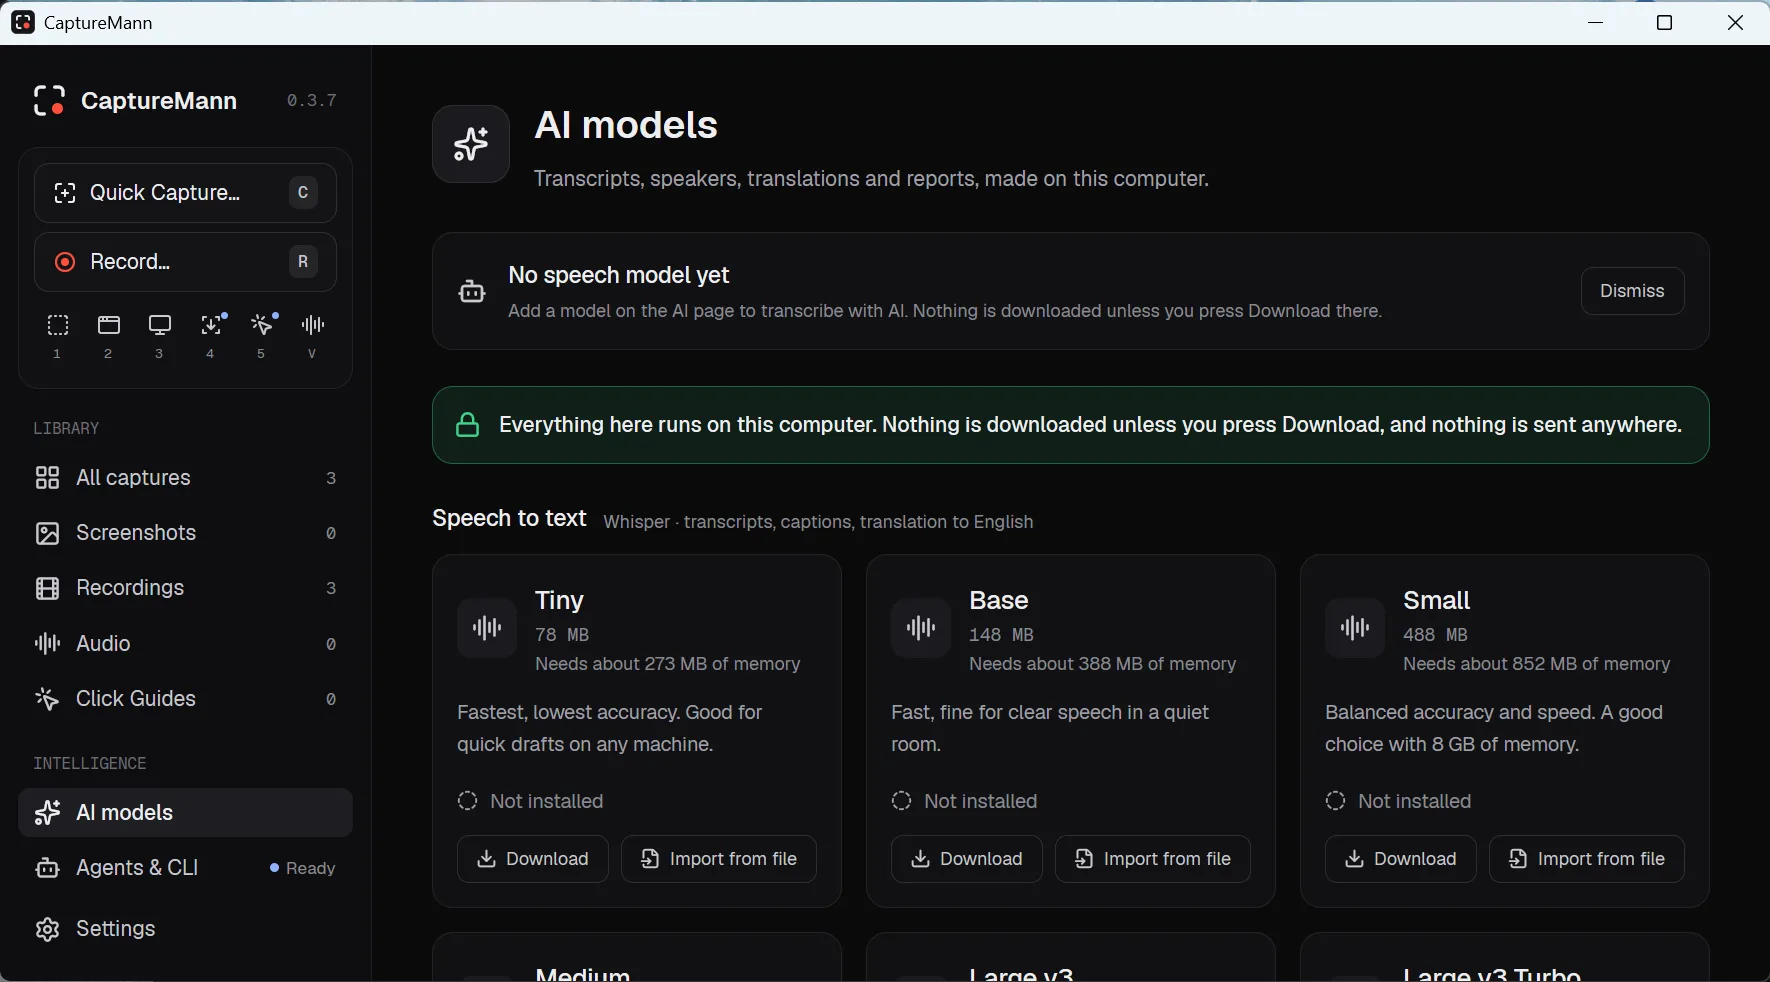 CaptureMann
CaptureMann 0.3.7
Quick Capture... C
Record... R
1 2 3 4 5 V
LIBRARY
All captures 3
Screenshots 0
Recordings 3
Audio 0
Click Guides 0
INTELLIGENCE
AI models
Agents & CLI Ready
Settings
AI models
Transcripts, speakers, translations and reports, made on this computer.
No speech model yet
Add a model on the AI page to transcribe with AI. Nothing is downloaded unless you press Download there.
Dismiss
Everything here runs on this computer. Nothing is downloaded unless you press Download, and nothing is sent anywhere.
Speech to text Whisper · transcripts, captions, translation to English
Tiny
78 MB
Needs about 273 MB of memory
Fastest, lowest accuracy. Good for
quick drafts on any machine.
Not installed
Download Import from file
Base
148 MB
Needs about 388 MB of memory
Fast, fine for clear speech in a quiet
room.
Not installed
Download Import from file
Small
488 MB
Needs about 852 MB of memory
Balanced accuracy and speed. A good
choice with 8 GB of memory.
Not installed
Download Import from file
Medium
Large v3
Large v3 Turbo